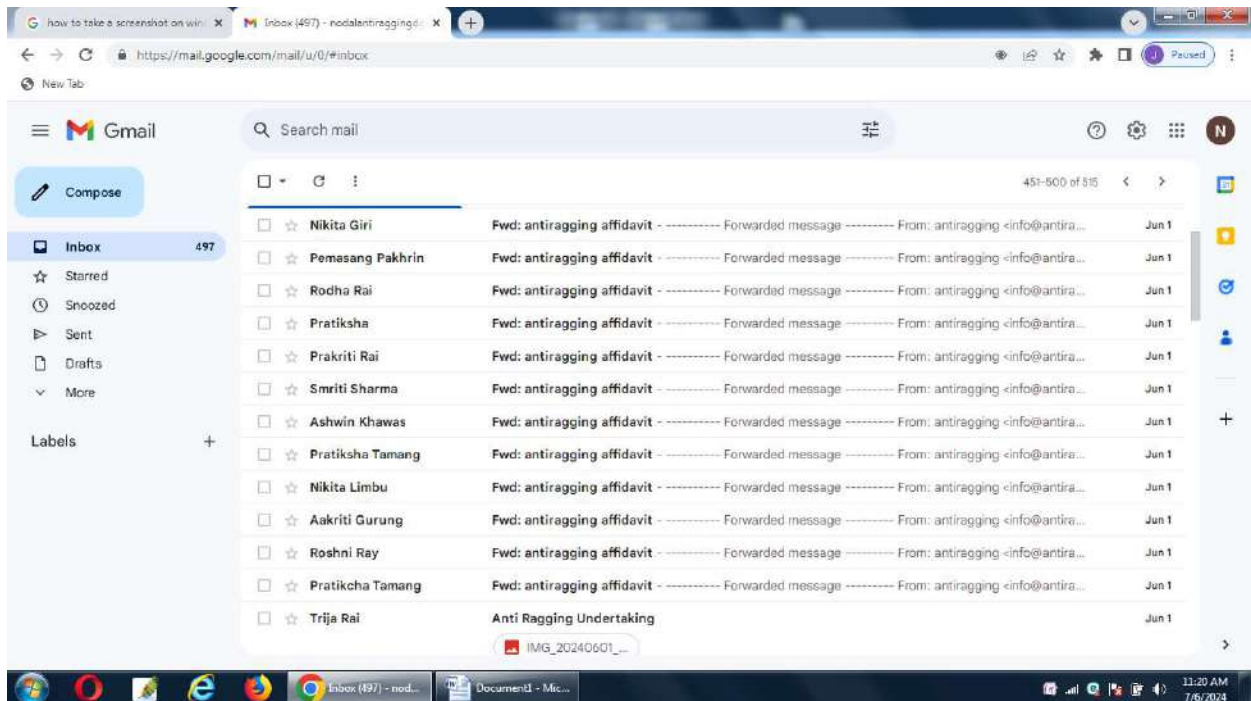 how to take a screenshot on win
Inbox (497) - nodalantiraggingd
https://mail.google.com/mail/u/0/#inbox
Paused
New Tab
Gmail
Search mail
N
Compose
451-500 of 515
Inbox 497
Starred
Snoozed
Sent
Drafts
More
Labels
Nikita Giri Fwd: antiragging affidavit - ---------- Forwarded message --------- From: antiragging <info@antira... Jun 1
Pemasang Pakhrin Fwd: antiragging affidavit - ---------- Forwarded message --------- From: antiragging <info@antira... Jun 1
Rodha Rai Fwd: antiragging affidavit - ---------- Forwarded message --------- From: antiragging <info@antira... Jun 1
Pratiksha Fwd: antiragging affidavit - ---------- Forwarded message --------- From: antiragging <info@antira... Jun 1
Prakriti Rai Fwd: antiragging affidavit - ---------- Forwarded message --------- From: antiragging <info@antira... Jun 1
Smriti Sharma Fwd: antiragging affidavit - ---------- Forwarded message --------- From: antiragging <info@antira... Jun 1
Ashwin Khawas Fwd: antiragging affidavit - ---------- Forwarded message --------- From: antiragging <info@antira... Jun 1
Pratiksha Tamang Fwd: antiragging affidavit - ---------- Forwarded message --------- From: antiragging <info@antira... Jun 1
Nikita Limbu Fwd: antiragging affidavit - ---------- Forwarded message --------- From: antiragging <info@antira... Jun 1
Aakriti Gurung Fwd: antiragging affidavit - ---------- Forwarded message --------- From: antiragging <info@antira... Jun 1
Roshni Ray Fwd: antiragging affidavit - ---------- Forwarded message --------- From: antiragging <info@antira... Jun 1
Pratikcha Tamang Fwd: antiragging affidavit - ---------- Forwarded message --------- From: antiragging <info@antira... Jun 1
Trija Rai Anti Ragging Undertaking Jun 1
IMG_20240601_...
Inbox (497) - nod... Document1 - Mic... 11:20 AM
7/6/2024